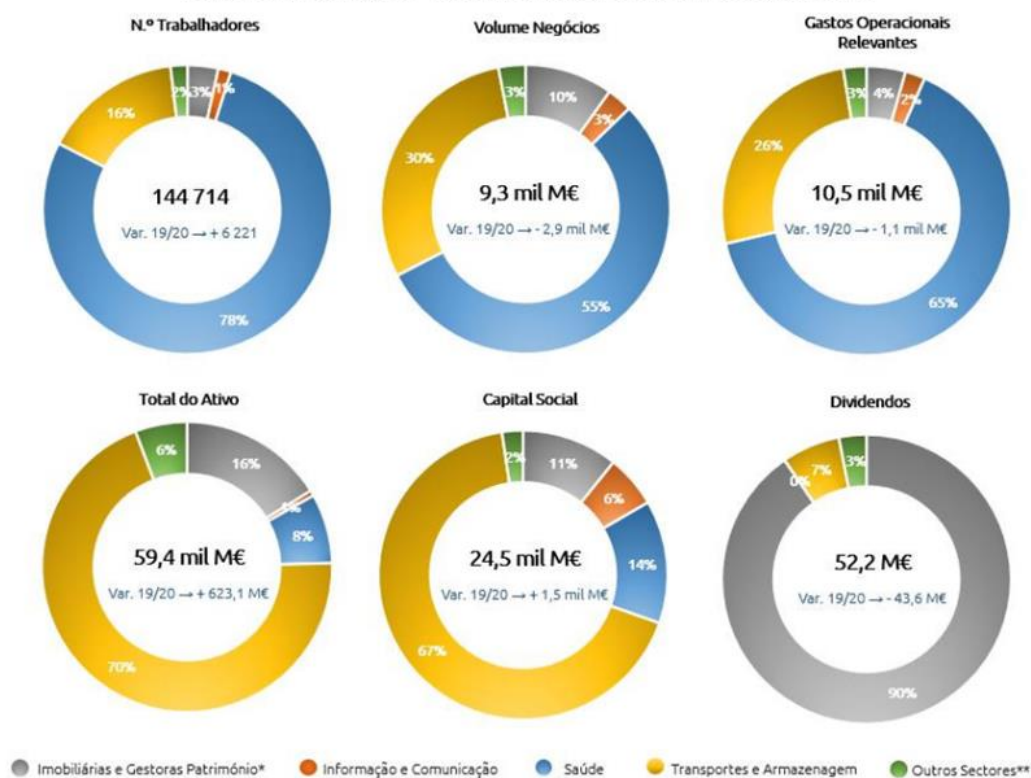 N.º Trabalhadores
2%
3%
1%
16%
144 714
Var. 19/20 → + 6 221
78%
Volume Negócios
3%
10%
3%
30%
9,3 mil M€
Var. 19/20 → - 2,9 mil M€
55%
Gastos Operacionais
Relevantes
3%
4%
2%
26%
10,5 mil M€
Var. 19/20 → - 1,1 mil M€
65%
Total do Ativo
6%
16%
8%
59,4 mil M€
Var. 19/20 → + 623,1 M€
70%
Capital Social
2%
11%
6%
14%
24,5 mil M€
Var. 19/20 → + 1,5 mil M€
67%
Dividendos
0%
7%
3%
52,2 M€
Var. 19/20 → - 43,6 M€
90%
Imobiliárias e Gestoras Património*
Informação e Comunicação
Saúde
Transportes e Armazenagem
Outros Sectores**